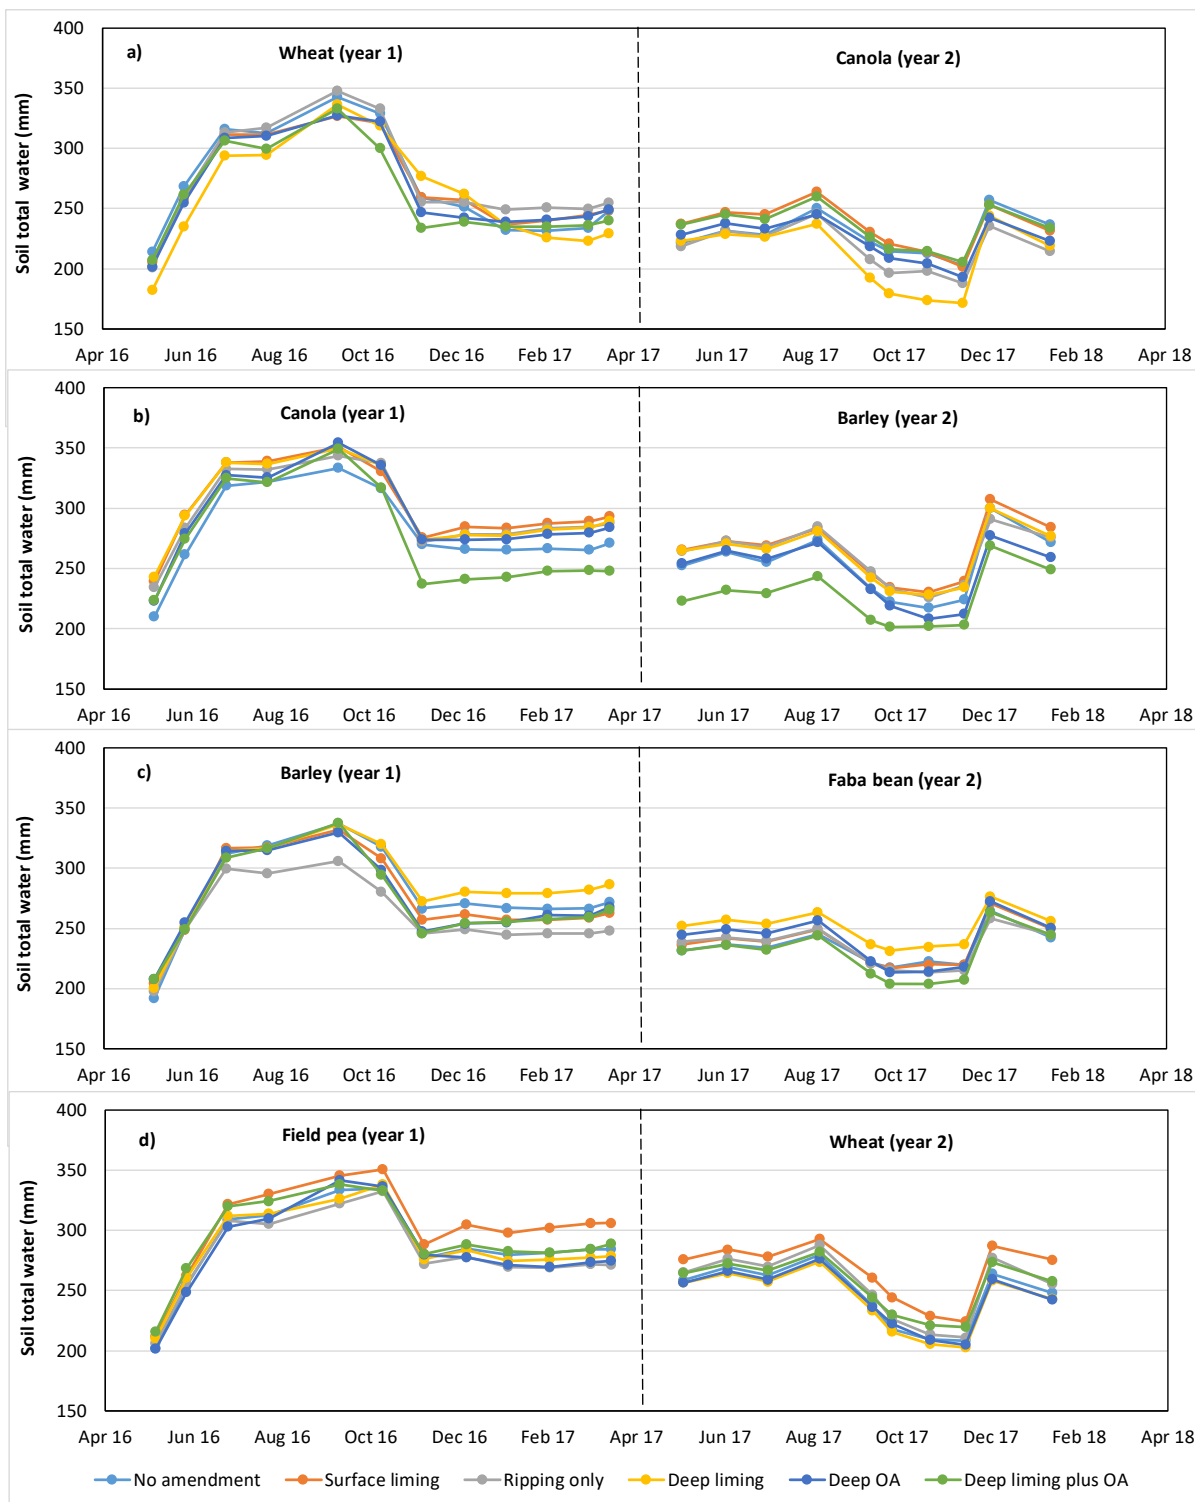 a)
Wheat (year 1)
Canola (year 2)
Soil total water (mm)
400
350
300
250
200
150
Apr 16 Jun 16 Aug 16 Oct 16 Dec 16 Feb 17 Apr 17 Jun 17 Aug 17 Oct 17 Dec 17 Feb 18 Apr 18
b)
Canola (year 1)
Barley (year 2)
Soil total water (mm)
400
350
300
250
200
150
Apr 16 Jun 16 Aug 16 Oct 16 Dec 16 Feb 17 Apr 17 Jun 17 Aug 17 Oct 17 Dec 17 Feb 18 Apr 18
c)
Barley (year 1)
Faba bean (year 2)
Soil total water (mm)
400
350
300
250
200
150
Apr 16 Jun 16 Aug 16 Oct 16 Dec 16 Feb 17 Apr 17 Jun 17 Aug 17 Oct 17 Dec 17 Feb 18 Apr 18
d)
Field pea (year 1)
Wheat (year 2)
Soil total water (mm)
400
350
300
250
200
150
Apr 16 Jun 16 Aug 16 Oct 16 Dec 16 Feb 17 Apr 17 Jun 17 Aug 17 Oct 17 Dec 17 Feb 18 Apr 18
No amendment Surface liming Ripping only Deep liming Deep OA Deep liming plus OA